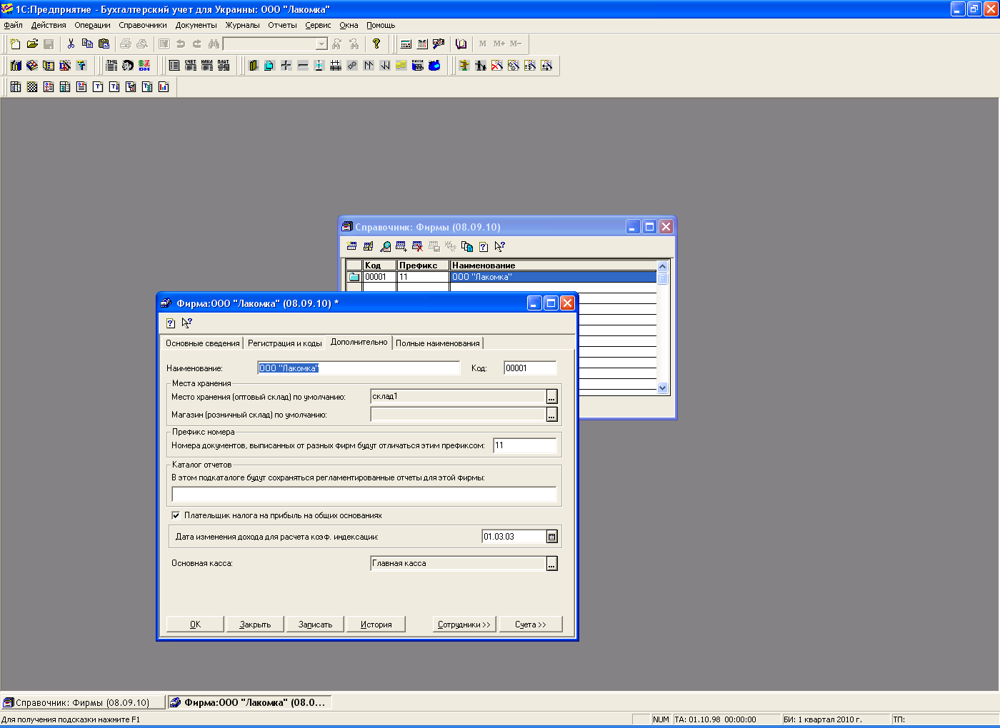 1С:Предприятие - Бухгалтерский учет для Украины: ООО "Лакомка"
Файл Действия Операции Справочники Документы Журналы Отчеты Сервис Окна Помощь
M M+ M-
ТМЦ
СЧЕТ НАКЛ ПЛАТ
КАССА
Справочник: Фирмы (08.09.10)
Код Префикс Наименование
00001 11 ООО "Лакомка"
Фирма:ООО "Лакомка" (08.09.10) *
Основные сведения Регистрация и коды Дополнительно Полные наименования
Наименование: ООО "Лакомка" Код: 00001
Места хранения
Место хранения (оптовый склад) по умолчанию: склад1 ...
Магазин (розничный склад) по умолчанию: ...
Префикс номера
Номера документов, выписанных от разных фирм будут отличаться этим префиксом: 11
Каталог отчетов
В этом подкаталоге будут сохраняться регламентированные отчеты для этой фирмы:
Плательщик налога на прибыль на общих основаниях
Дата изменения дохода для расчета коэф. индексации: 01.03.03
Основная касса: Главная касса ...
OK Закрыть Записать История Сотрудники >> Счета >>
Справочник: Фирмы (08.09.10) Фирма:ООО "Лакомка" (08.0...
Для получения подсказки нажмите F1 NUM ТА: 01.10.98 00:00:00 БИ: 1 квартал 2010 г. ТП: